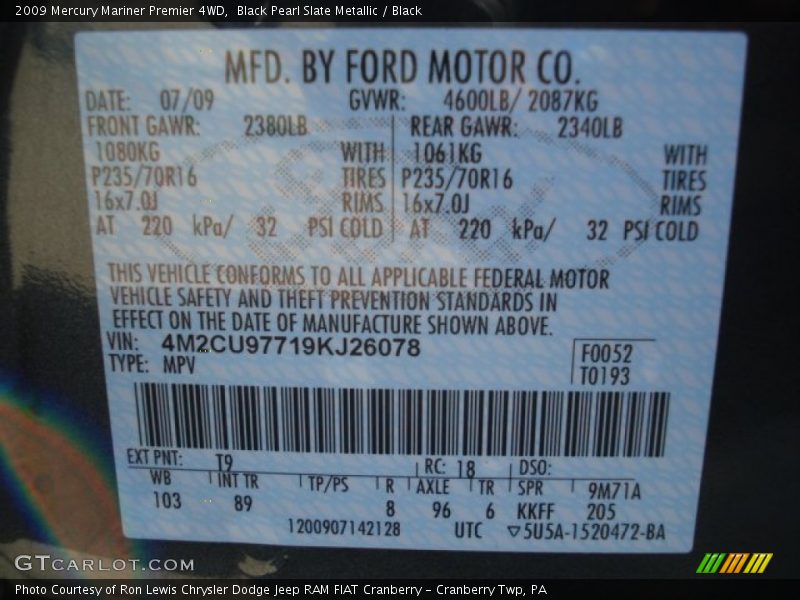 2009 Mercury Mariner Premier 4WD,  Black Pearl Slate Metallic / Black
MFD. BY FORD MOTOR CO.
DATE: 07/09 GVWR: 4600LB/ 2087KG
FRONT GAWR: 2380LB REAR GAWR: 2340LB
1080KG WITH 1061KG WITH
P235/70R16 TIRES P235/70R16 TIRES
16x7.0J RIMS 16x7.0J RIMS
AT 220 kPa/ 32 PSI COLD AT 220 kPa/ 32 PSI COLD
THIS VEHICLE CONFORMS TO ALL APPLICABLE FEDERAL MOTOR
VEHICLE SAFETY AND THEFT PREVENTION STANDARDS IN
EFFECT ON THE DATE OF MANUFACTURE SHOWN ABOVE.
VIN: 4M2CU97719KJ26078
F0052
TYPE: MPV
T0193
EXT PNT: T9 RC: 18 DSO:
WB INT TR TP/PS R AXLE TR SPR 9M71A
103 89 8 96 6 KKFF 205
1200907142128 UTC ▽5U5A-1520472-BA
GTCARLOT.COM
Photo Courtesy of Ron Lewis Chrysler Dodge Jeep RAM FIAT Cranberry – Cranberry Twp, PA